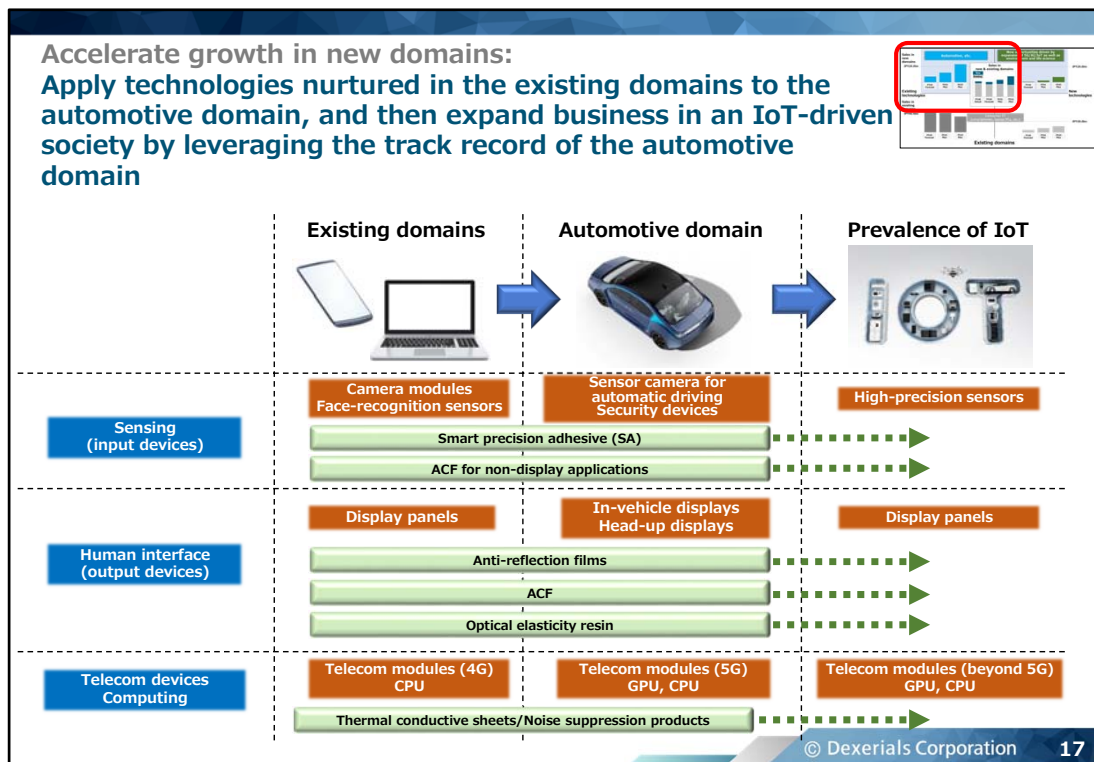 Accelerate growth in new domains:
Apply technologies nurtured in the existing domains to the
automotive domain, and then expand business in an IoT-driven
society by leveraging the track record of the automotive
domain
Automotive, etc.
Existing domains
Existing domains
Automotive domain
Prevalence of IoT
IOT
Sensing
(input devices)
Camera modules
Face-recognition sensors
Sensor camera for
automatic driving
Security devices
High-precision sensors
Smart precision adhesive (SA)
ACF for non-display applications
Human interface
(output devices)
Display panels
In-vehicle displays
Head-up displays
Display panels
Anti-reflection films
ACF
Optical elasticity resin
Telecom devices
Computing
Telecom modules (4G)
CPU
Telecom modules (5G)
GPU, CPU
Telecom modules (beyond 5G)
GPU, CPU
Thermal conductive sheets/Noise suppression products
© Dexerials Corporation
17